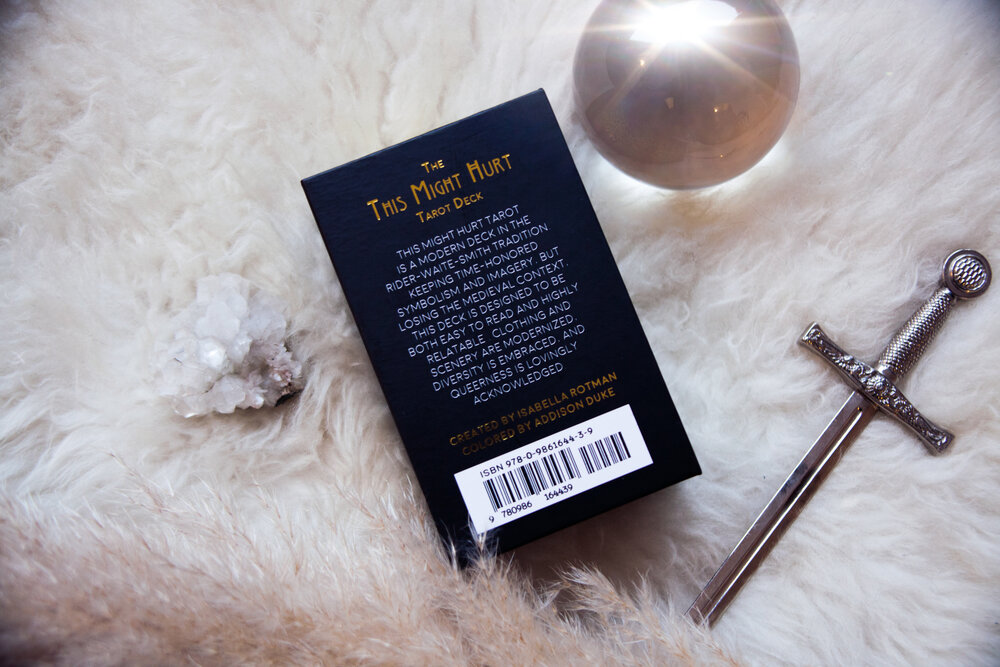 THE
THIS MIGHT HURT
TAROT DECK
THIS MIGHT HURT TAROT
IS A MODERN DECK IN THE
RIDER-WAITE-SMITH TRADITION
KEEPING TIME-HONORED
SYMBOLISM AND IMAGERY, BUT
LOSING THE MEDIEVAL CONTEXT.
THIS DECK IS DESIGNED TO BE
BOTH EASY TO READ AND HIGHLY
RELATABLE. CLOTHING AND
SCENERY ARE MODERNIZED,
DIVERSITY IS EMBRACED, AND
QUEERNESS IS LOVINGLY
ACKNOWLEDGED
CREATED BY ISABELLA ROTMAN
COLORED BY ADDISON DUKE
ISBN 978-0-9861644-3-9
9 780986 164439